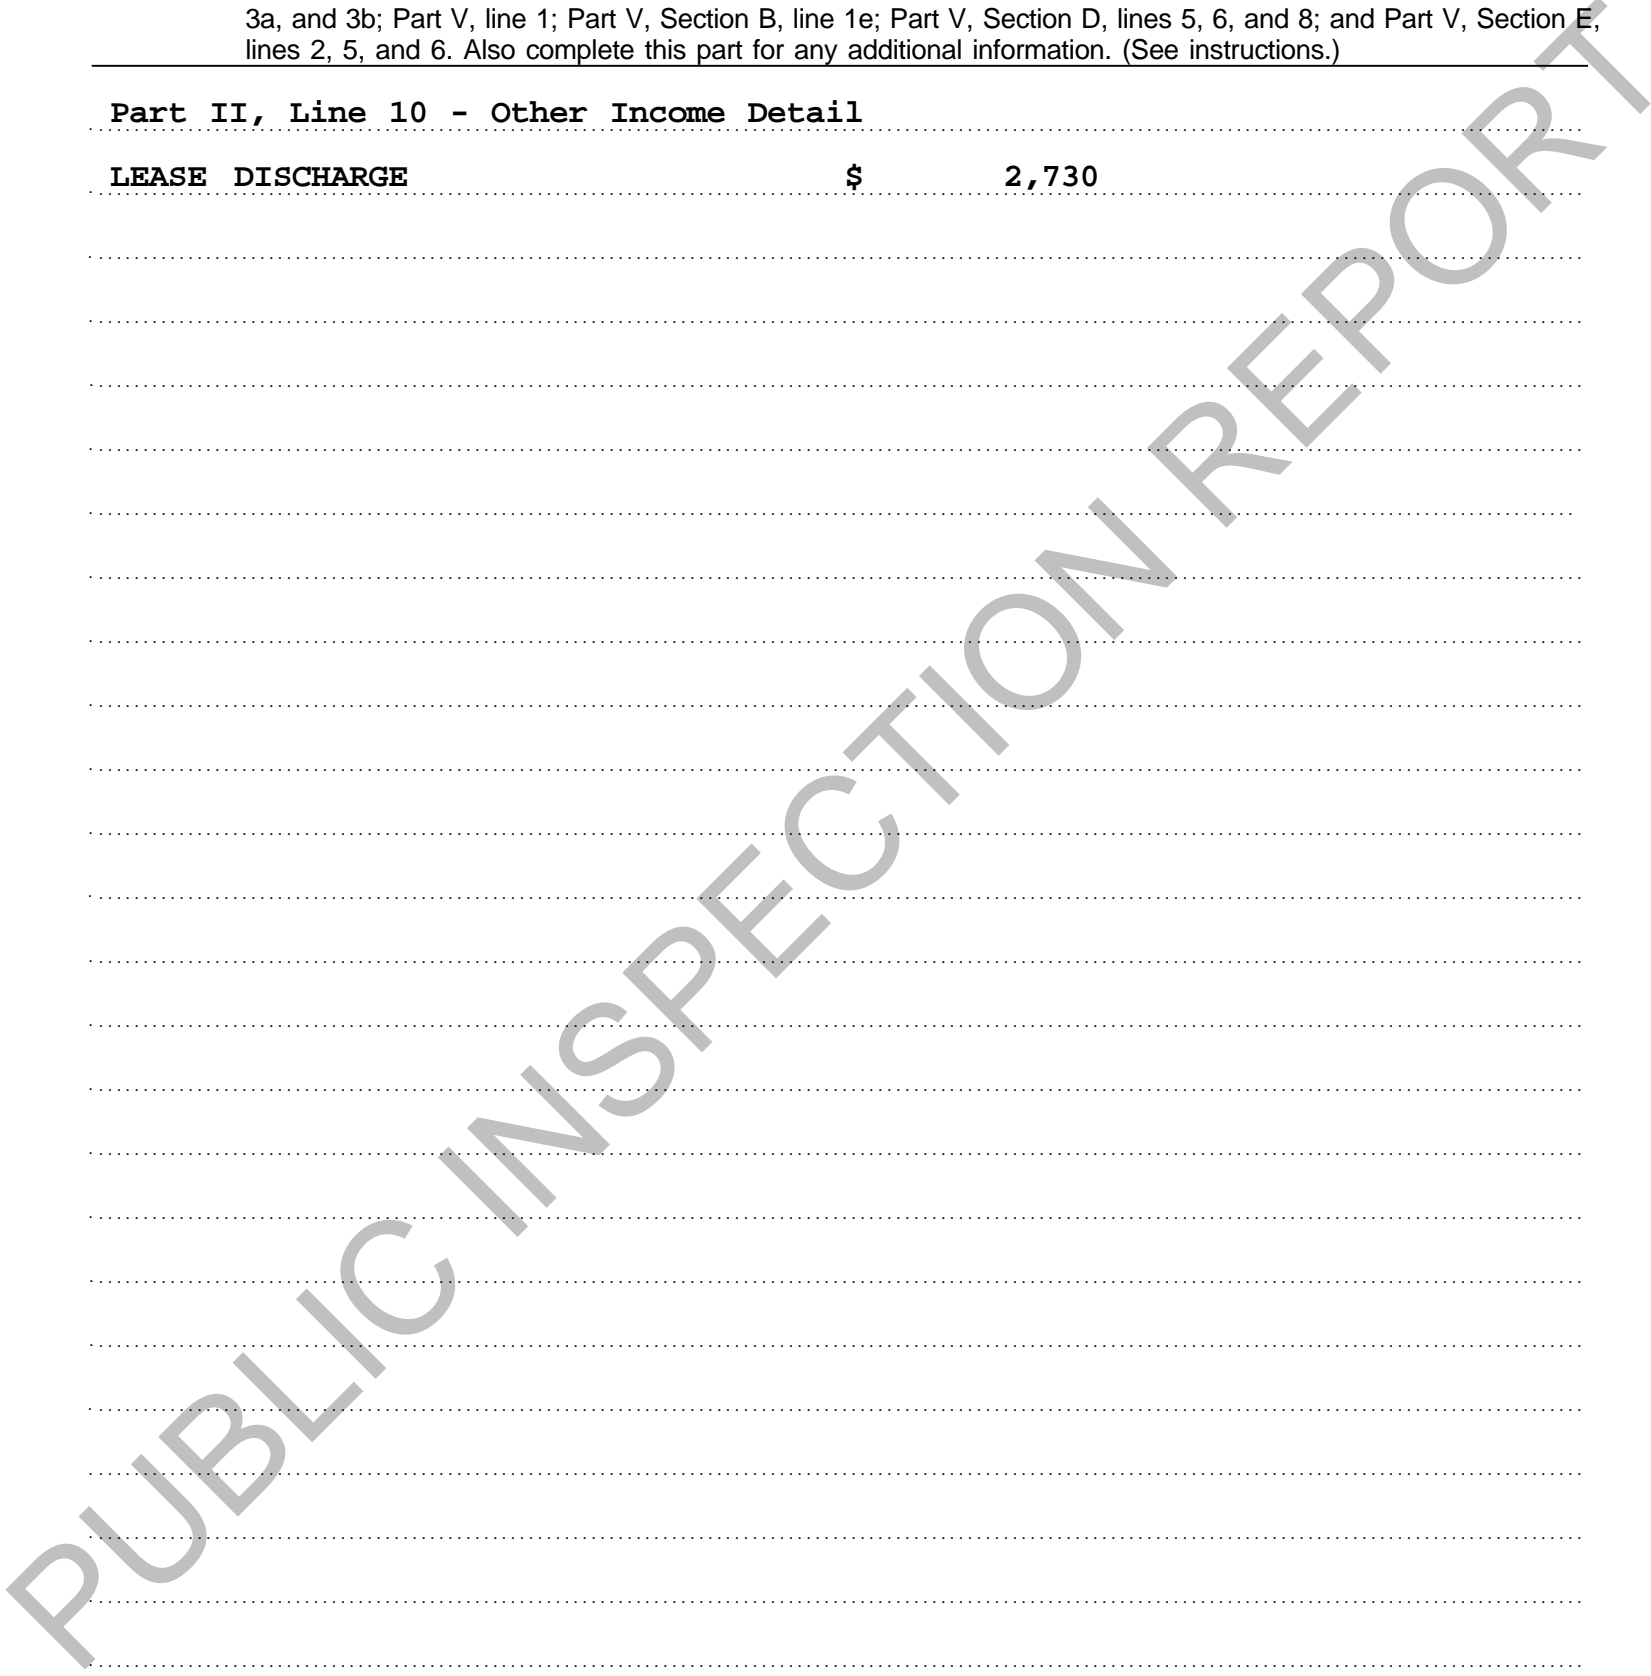 3a, and 3b; Part V, line 1; Part V, Section B, line 1e; Part V, Section D, lines 5, 6, and 8; and Part V, Section E,
lines 2, 5, and 6. Also complete this part for any additional information. (See instructions.)
Part II, Line 10 - Other Income Detail
LEASE DISCHARGE $ 2,730
PUBLIC INSPECTION REPORT